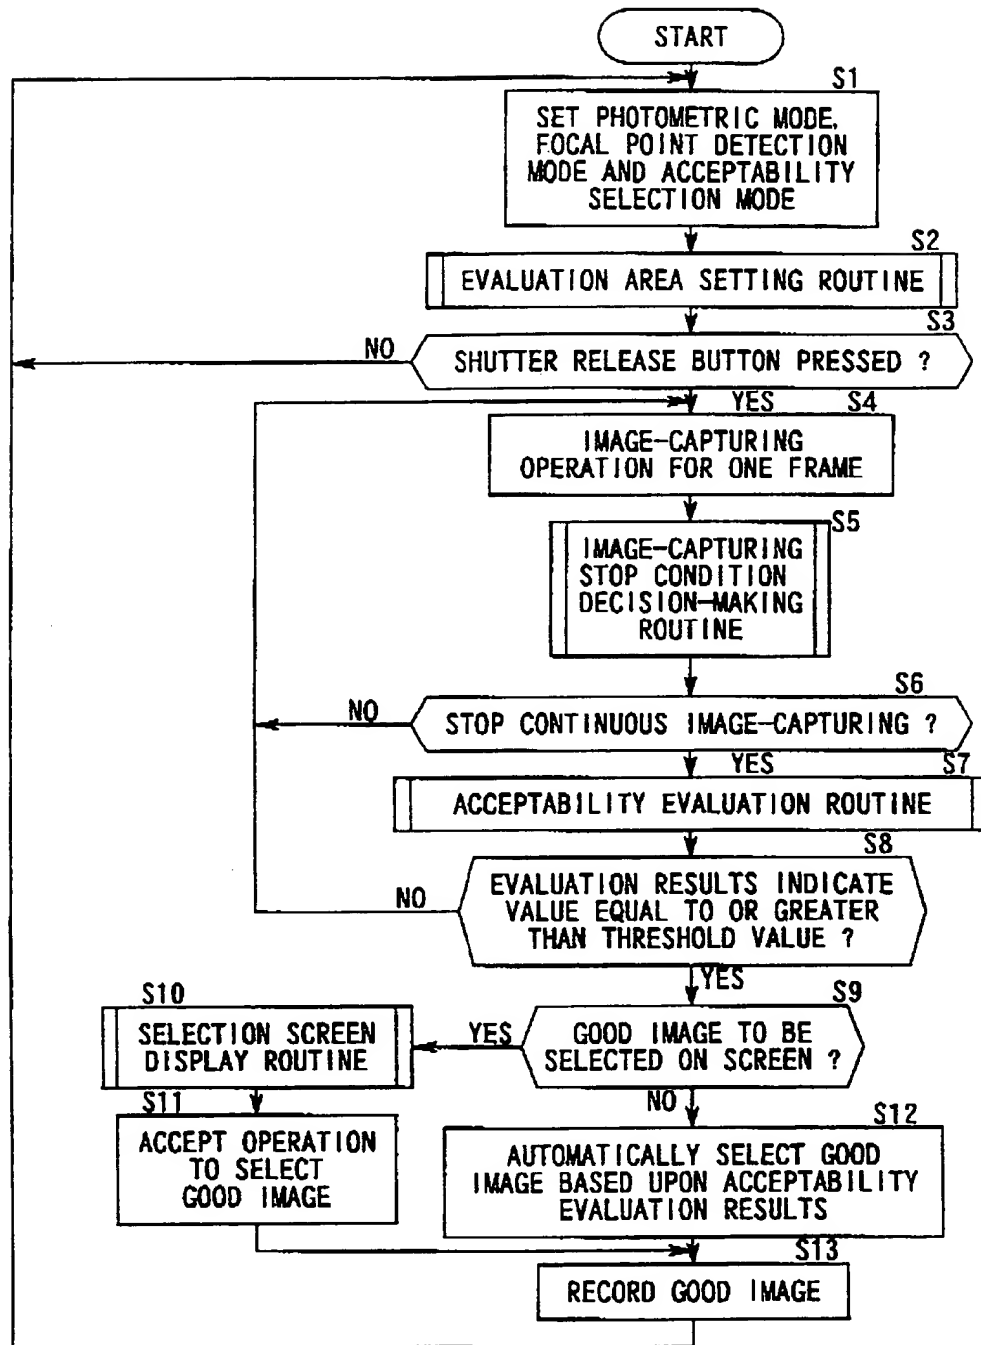 START
S1
SET PHOTOMETRIC MODE,
FOCAL POINT DETECTION
MODE AND ACCEPTABILITY
SELECTION MODE
S2
EVALUATION AREA SETTING ROUTINE
S3
NO
SHUTTER RELEASE BUTTON PRESSED ?
YES
S4
IMAGE-CAPTURING
OPERATION FOR ONE FRAME
S5
IMAGE-CAPTURING
STOP CONDITION
DECISION-MAKING
ROUTINE
S6
NO
STOP CONTINUOUS IMAGE-CAPTURING ?
YES
S7
ACCEPTABILITY EVALUATION ROUTINE
S8
NO
EVALUATION RESULTS INDICATE
VALUE EQUAL TO OR GREATER
THAN THRESHOLD VALUE ?
YES
S9
GOOD IMAGE TO BE
SELECTED ON SCREEN ?
YES
S10
SELECTION SCREEN
DISPLAY ROUTINE
S11
ACCEPT OPERATION
TO SELECT
GOOD IMAGE
NO
S12
AUTOMATICALLY SELECT GOOD
IMAGE BASED UPON ACCEPTABILITY
EVALUATION RESULTS
S13
RECORD GOOD IMAGE